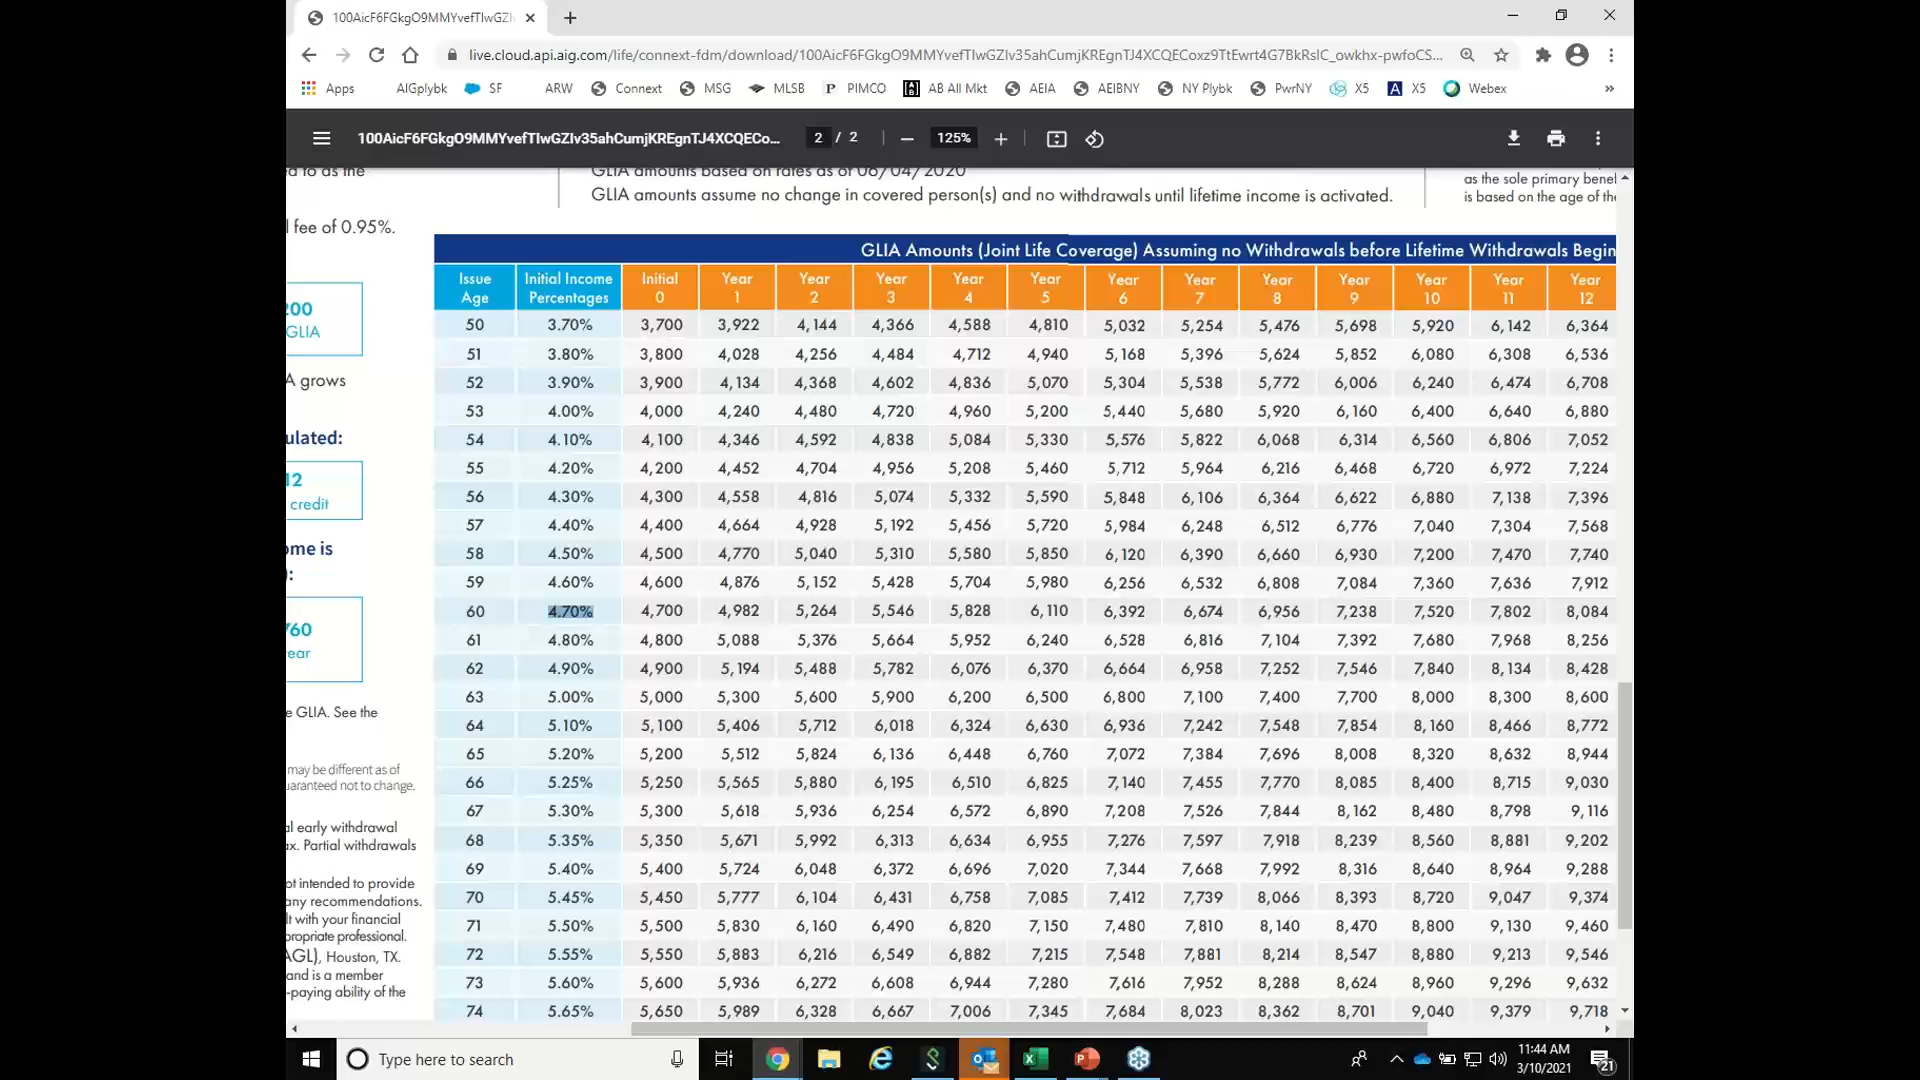 100AicF6FGkgO9MMYvefTIwGZI
live.cloud.api.aig.com/life/connext-fdm/download/100AicF6FGkgO9MMYvefTIwGZIv35ahCumjKREgnTJ4XCQECoxz9TtEwrt4G7BkRslC_owkhx-pwfoCS...
Apps AIGplybk SF ARW Connext MSG MLSB PIMCO AB All Mkt AEIA AEIBNY NY Plybk PwrNY X5 X5 Webex »
100AicF6FGkgO9MMYvefTIwGZIv35ahCumjKREgnTJ4XCQECo... 2 / 2 125%
ed to as the
GLIA amounts based on rates as of 06/04/2020
GLIA amounts assume no change in covered person(s) and no withdrawals until lifetime income is activated.
as the sole primary benef
is based on the age of the
l fee of 0.95%.
200
GLIA
A grows
ulated:
12
credit
ome is
):
760
ear
e GLIA. See the
may be different as of
uaranteed not to change.
al early withdrawal
ax. Partial withdrawals
ot intended to provide
any recommendations.
lt with your financial
propriate professional.
AGL), Houston, TX.
and is a member
-paying ability of the
GLIA Amounts (Joint Life Coverage) Assuming no Withdrawals before Lifetime Withdrawals Begin
Issue Age Initial Income Percentages Initial 0 Year 1 Year 2 Year 3 Year 4 Year 5 Year 6 Year 7 Year 8 Year 9 Year 10 Year 11 Year 12
50 3.70% 3,700 3,922 4,144 4,366 4,588 4,810 5,032 5,254 5,476 5,698 5,920 6,142 6,364
51 3.80% 3,800 4,028 4,256 4,484 4,712 4,940 5,168 5,396 5,624 5,852 6,080 6,308 6,536
52 3.90% 3,900 4,134 4,368 4,602 4,836 5,070 5,304 5,538 5,772 6,006 6,240 6,474 6,708
53 4.00% 4,000 4,240 4,480 4,720 4,960 5,200 5,440 5,680 5,920 6,160 6,400 6,640 6,880
54 4.10% 4,100 4,346 4,592 4,838 5,084 5,330 5,576 5,822 6,068 6,314 6,560 6,806 7,052
55 4.20% 4,200 4,452 4,704 4,956 5,208 5,460 5,712 5,964 6,216 6,468 6,720 6,972 7,224
56 4.30% 4,300 4,558 4,816 5,074 5,332 5,590 5,848 6,106 6,364 6,622 6,880 7,138 7,396
57 4.40% 4,400 4,664 4,928 5,192 5,456 5,720 5,984 6,248 6,512 6,776 7,040 7,304 7,568
58 4.50% 4,500 4,770 5,040 5,310 5,580 5,850 6,120 6,390 6,660 6,930 7,200 7,470 7,740
59 4.60% 4,600 4,876 5,152 5,428 5,704 5,980 6,256 6,532 6,808 7,084 7,360 7,636 7,912
60 4.70% 4,700 4,982 5,264 5,546 5,828 6,110 6,392 6,674 6,956 7,238 7,520 7,802 8,084
61 4.80% 4,800 5,088 5,376 5,664 5,952 6,240 6,528 6,816 7,104 7,392 7,680 7,968 8,256
62 4.90% 4,900 5,194 5,488 5,782 6,076 6,370 6,664 6,958 7,252 7,546 7,840 8,134 8,428
63 5.00% 5,000 5,300 5,600 5,900 6,200 6,500 6,800 7,100 7,400 7,700 8,000 8,300 8,600
64 5.10% 5,100 5,406 5,712 6,018 6,324 6,630 6,936 7,242 7,548 7,854 8,160 8,466 8,772
65 5.20% 5,200 5,512 5,824 6,136 6,448 6,760 7,072 7,384 7,696 8,008 8,320 8,632 8,944
66 5.25% 5,250 5,565 5,880 6,195 6,510 6,825 7,140 7,455 7,770 8,085 8,400 8,715 9,030
67 5.30% 5,300 5,618 5,936 6,254 6,572 6,890 7,208 7,526 7,844 8,162 8,480 8,798 9,116
68 5.35% 5,350 5,671 5,992 6,313 6,634 6,955 7,276 7,597 7,918 8,239 8,560 8,881 9,202
69 5.40% 5,400 5,724 6,048 6,372 6,696 7,020 7,344 7,668 7,992 8,316 8,640 8,964 9,288
70 5.45% 5,450 5,777 6,104 6,431 6,758 7,085 7,412 7,739 8,066 8,393 8,720 9,047 9,374
71 5.50% 5,500 5,830 6,160 6,490 6,820 7,150 7,480 7,810 8,140 8,470 8,800 9,130 9,460
72 5.55% 5,550 5,883 6,216 6,549 6,882 7,215 7,548 7,881 8,214 8,547 8,880 9,213 9,546
73 5.60% 5,600 5,936 6,272 6,608 6,944 7,280 7,616 7,952 8,288 8,624 8,960 9,296 9,632
74 5.65% 5,650 5,989 6,328 6,667 7,006 7,345 7,684 8,023 8,362 8,701 9,040 9,379 9,718
Type here to search
11:44 AM
3/10/2021
21